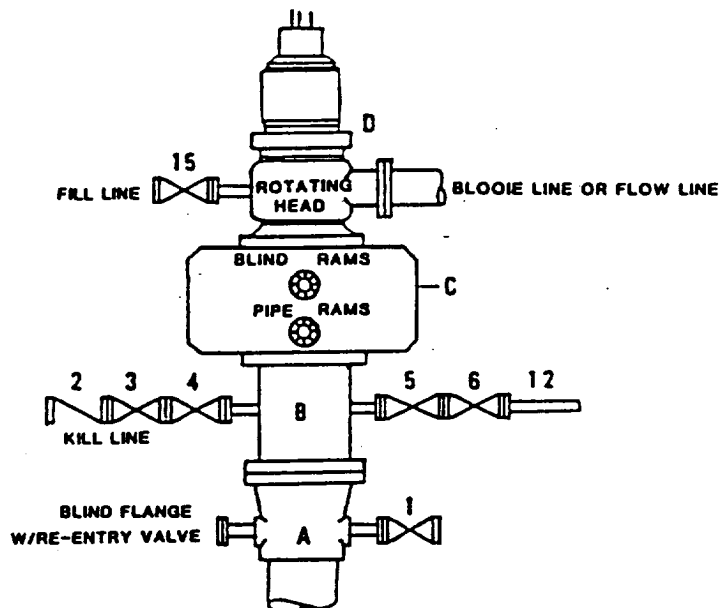 D
15
FILL LINE
ROTATING HEAD
BLOOIE LINE OR FLOW LINE
BLIND RAMS
C
PIPE RAMS
2 3 4
5 6 12
B
KILL LINE
1
BLIND FLANGE
W/RE-ENTRY VALVE
A